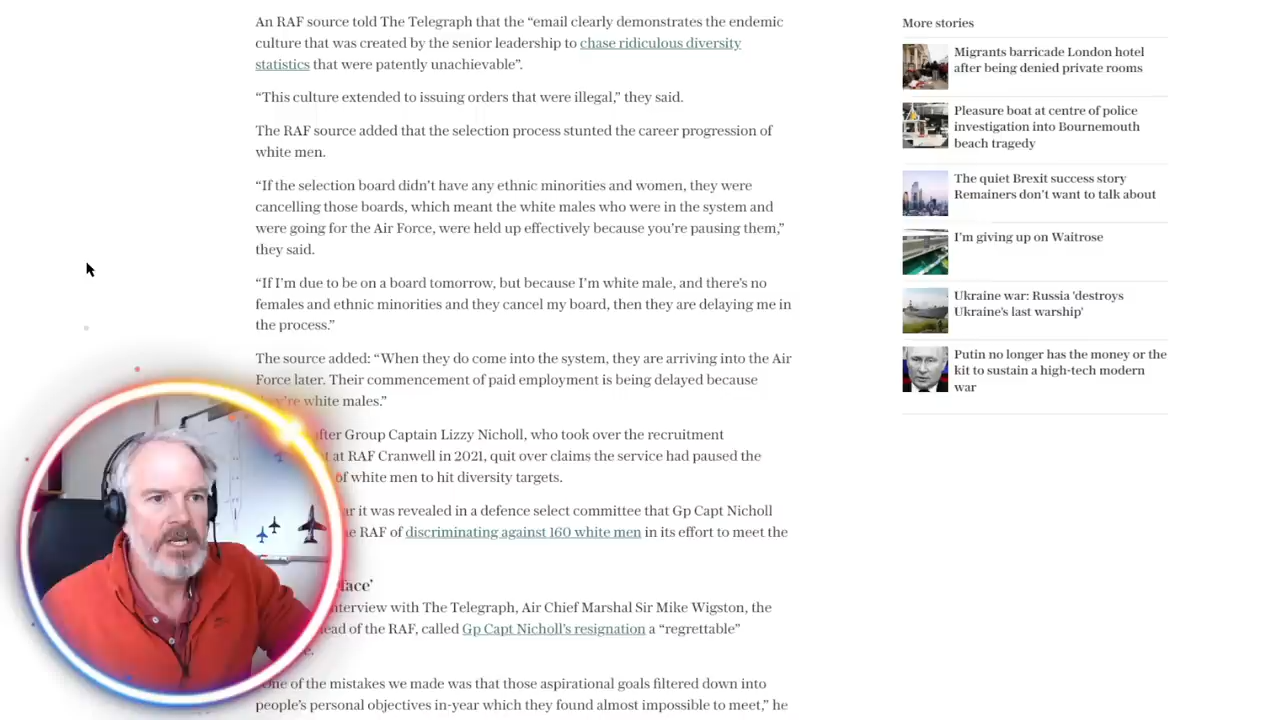 An RAF source told The Telegraph that the “email clearly demonstrates the endemic
culture that was created by the senior leadership to chase ridiculous diversity
statistics that were patently unachievable”.
“This culture extended to issuing orders that were illegal,” they said.
The RAF source added that the selection process stunted the career progression of
white men.
“If the selection board didn’t have any ethnic minorities and women, they were
cancelling those boards, which meant the white males who were in the system and
were going for the Air Force, were held up effectively because you’re pausing them,”
they said.
“If I’m due to be on a board tomorrow, but because I’m white male, and there’s no
females and ethnic minorities and they cancel my board, then they are delaying me in
the process.”
The source added: “When they do come into the system, they are arriving into the Air
Force later. Their commencement of paid employment is being delayed because
they’re white males.”
after Group Captain Lizzy Nicholl, who took over the recruitment
at RAF Cranwell in 2021, quit over claims the service had paused the
of white men to hit diversity targets.
it was revealed in a defence select committee that Gp Capt Nicholl
RAF of discriminating against 160 white men in its effort to meet the
face’
interview with The Telegraph, Air Chief Marshal Sir Mike Wigston, the
head of the RAF, called Gp Capt Nicholl’s resignation a “regrettable”
“One of the mistakes we made was that those aspirational goals filtered down into
people’s personal objectives in-year which they found almost impossible to meet,” he
More stories
Migrants barricade London hotel
after being denied private rooms
Pleasure boat at centre of police
investigation into Bournemouth
beach tragedy
The quiet Brexit success story
Remainers don’t want to talk about
I’m giving up on Waitrose
Ukraine war: Russia 'destroys
Ukraine’s last warship’
Putin no longer has the money or the
kit to sustain a high-tech modern
war